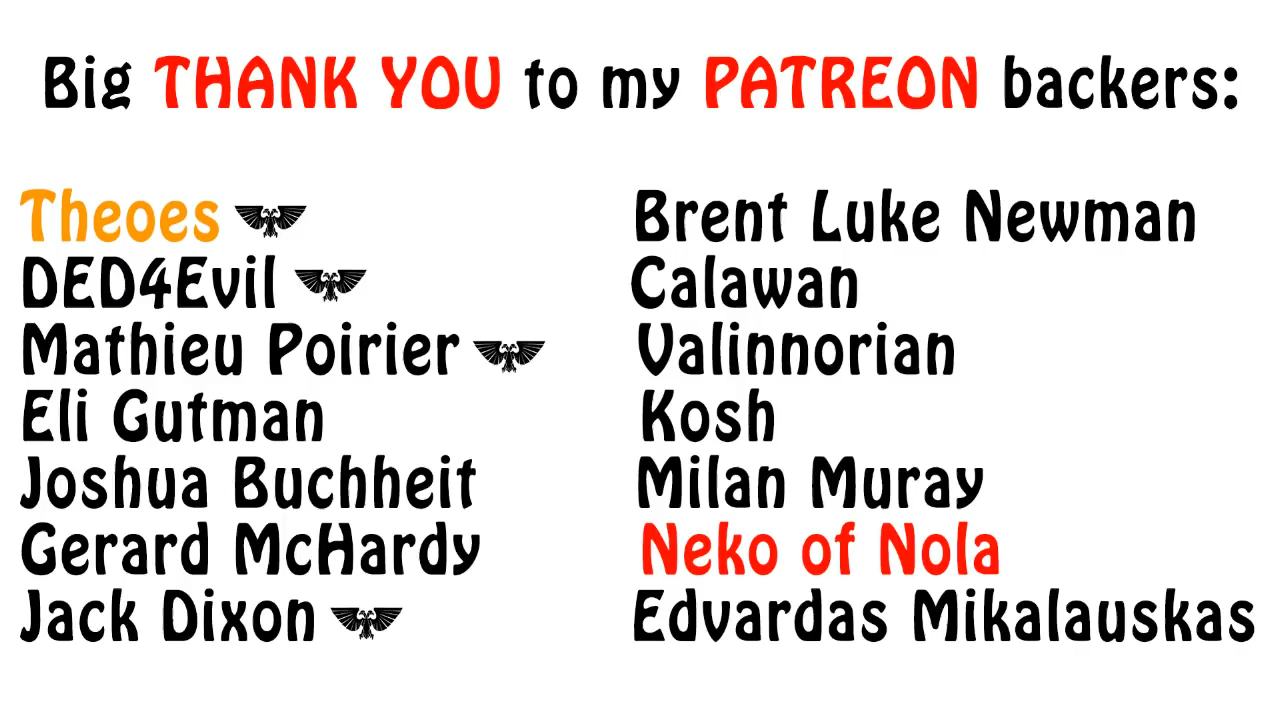 Big THANK YOU to my PATREON backers:
Theoes
DED4Evil
Mathieu Poirier
Eli Gutman
Joshua Buchheit
Gerard McHardy
Jack Dixon
Brent Luke Newman
Calawan
Valinnorian
Kosh
Milan Muray
Neko of Nola
Edvardas Mikalauskas